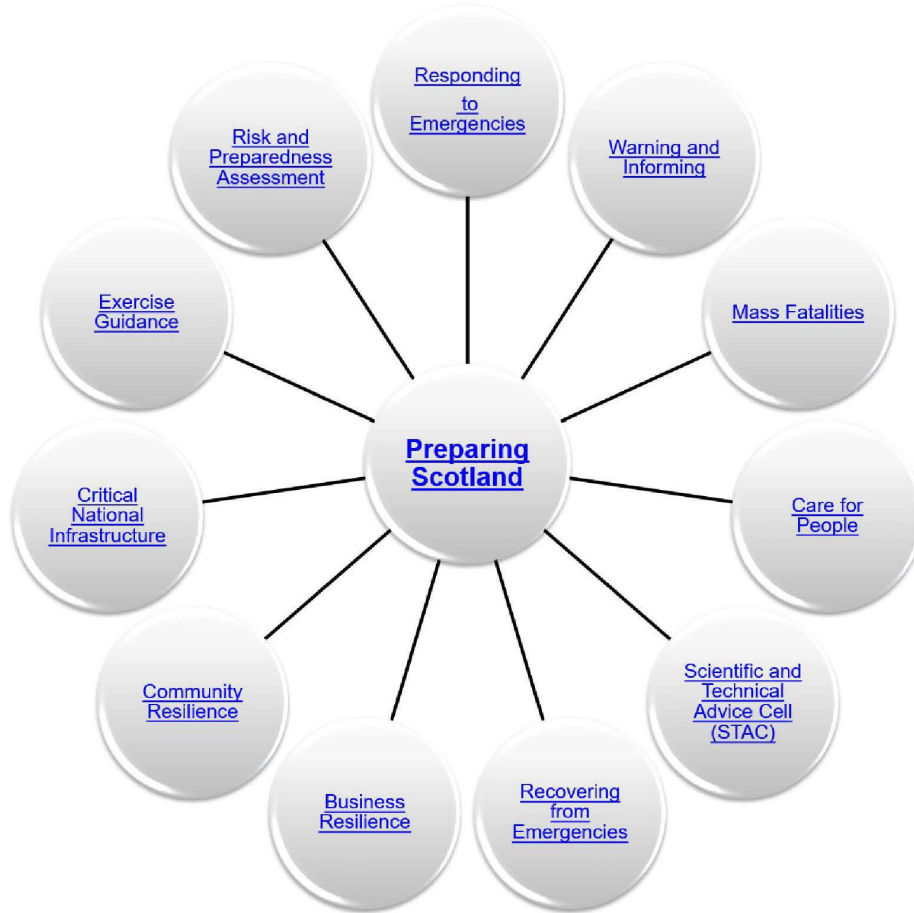 Responding
to
Emergencies
Warning and
Informing
Mass Fatalities
Care for
People
Scientific and
Technical
Advice Cell
(STAC)
Recovering
from
Emergencies
Business
Resilience
Community
Resilience
Critical
National
Infrastructure
Exercise
Guidance
Risk and
Preparedness
Assessment
Preparing
Scotland